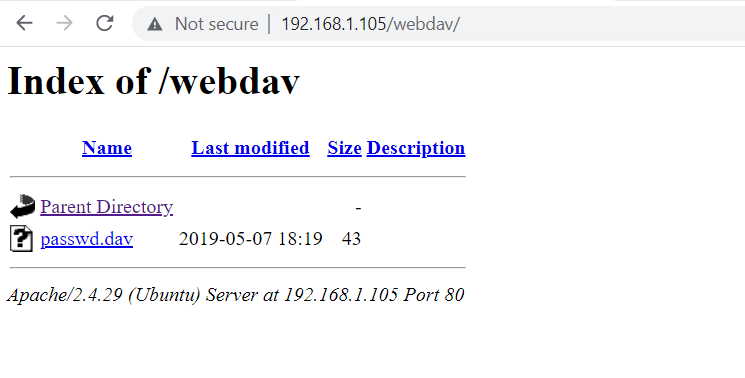 Not secure | 192.168.1.105/webdav/
Index of /webdav
Name Last modified Size Description
Parent Directory -
passwd.dav 2019-05-07 18:19 43
Apache/2.4.29 (Ubuntu) Server at 192.168.1.105 Port 80